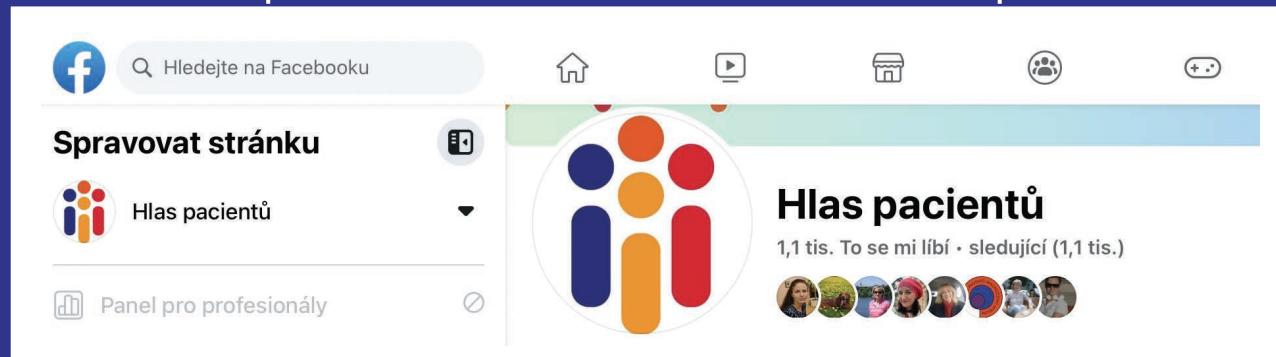 Hledejte na Facebooku
Spravovat stránku
Hlas pacientů
Panel pro profesionály
Hlas pacientů
1,1 tis. To se mi líbí • sledující (1,1 tis.)